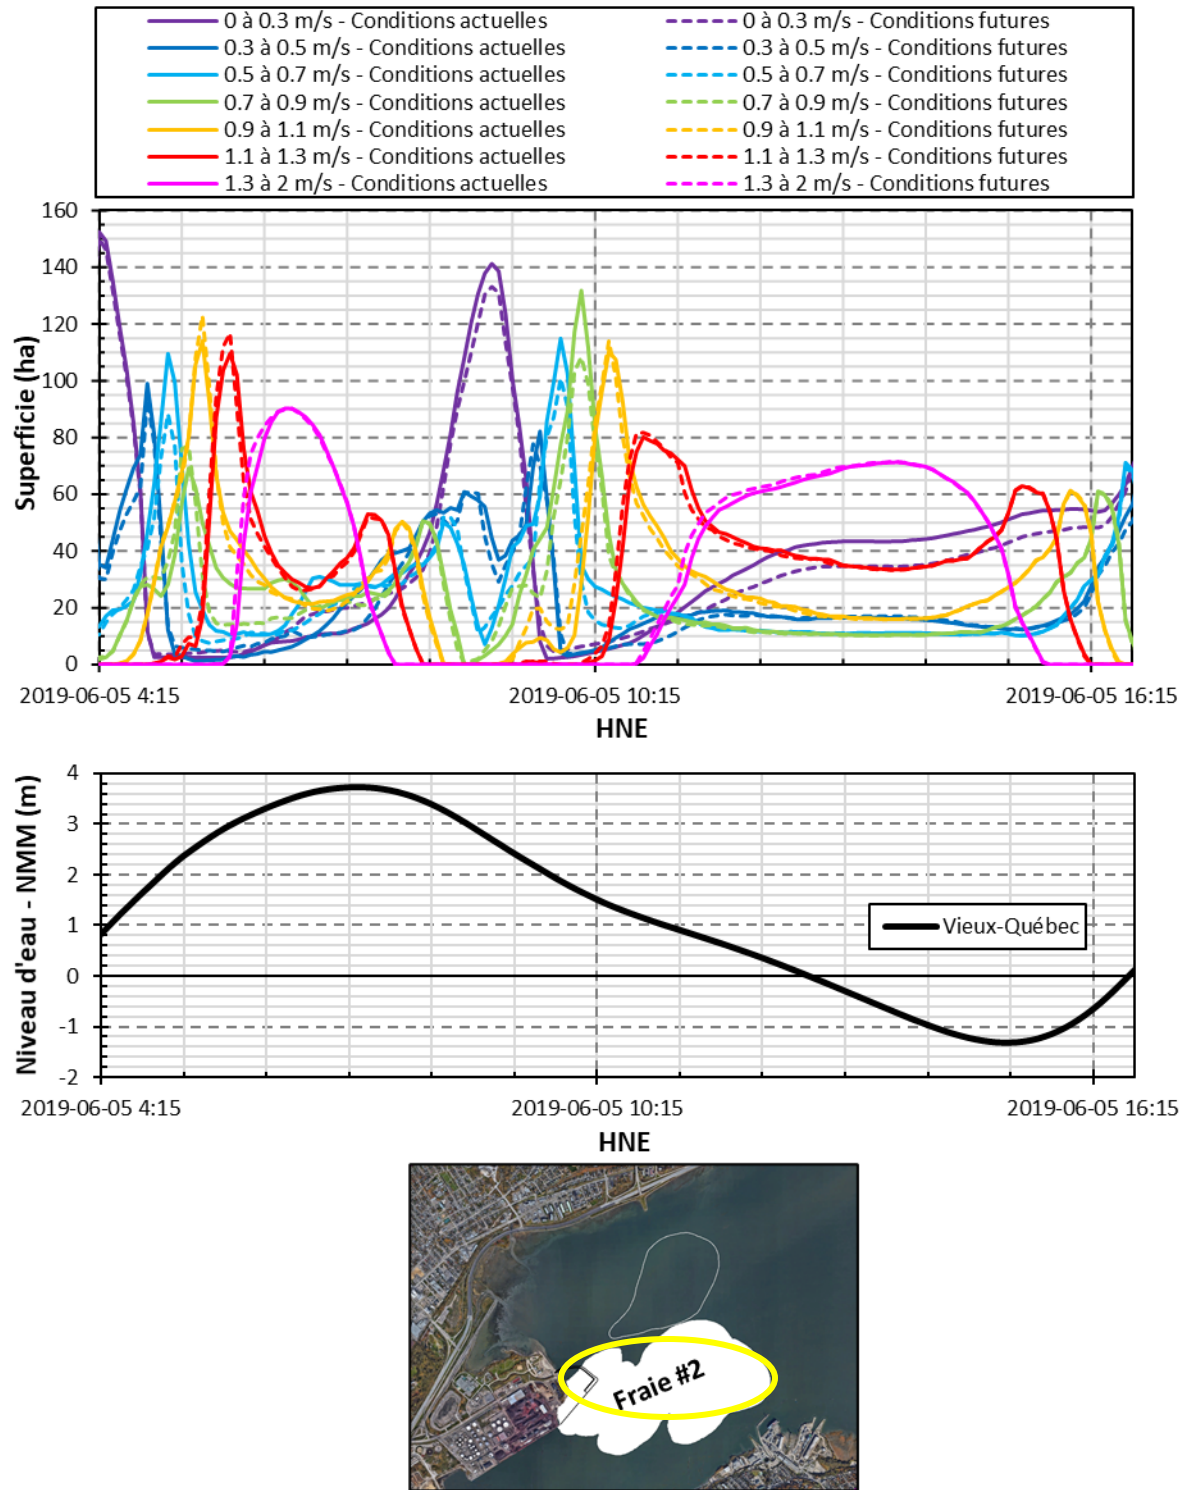 0 à 0.3 m/s - Conditions actuelles 0 à 0.3 m/s - Conditions futures
0.3 à 0.5 m/s - Conditions actuelles 0.3 à 0.5 m/s - Conditions futures
0.5 à 0.7 m/s - Conditions actuelles 0.5 à 0.7 m/s - Conditions futures
0.7 à 0.9 m/s - Conditions actuelles 0.7 à 0.9 m/s - Conditions futures
0.9 à 1.1 m/s - Conditions actuelles 0.9 à 1.1 m/s - Conditions futures
1.1 à 1.3 m/s - Conditions actuelles 1.1 à 1.3 m/s - Conditions futures
1.3 à 2 m/s - Conditions actuelles 1.3 à 2 m/s - Conditions futures
Superficie (ha)
160
140
120
100
80
60
40
20
0
2019-06-05 4:15 2019-06-05 10:15 2019-06-05 16:15
HNE
Niveau d'eau - NMM (m)
4
3
2
1
0
-1
-2
Vieux-Québec
2019-06-05 4:15 2019-06-05 10:15 2019-06-05 16:15
HNE
Fraie #2